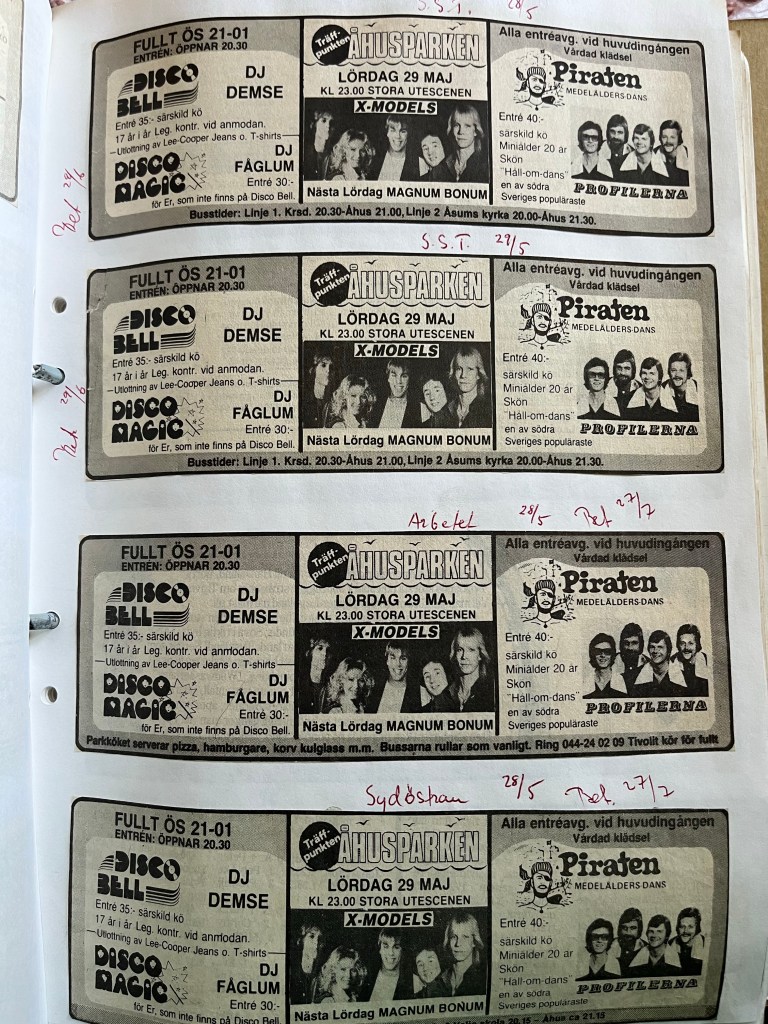 S.S.T. 28/5
FULLT ÖS 21-01
ENTRÉN: ÖPPNAR 20.30
DISCO BELL
DJ DEMSE
Entré 35:- särskild kö
17 år i år Leg. kontr. vid anmodan.
Utlottning av Lee-Cooper Jeans o. T-shirts
DISCO MAGIC
DJ FÅGLUM
Entré 30:-
för Er, som inte finns på Disco Bell.
Träff-punkten
ÅHUSPARKEN
LÖRDAG 29 MAJ
KL 23.00 STORA UTESCENEN
X-MODELS
Nästa Lördag MAGNUM BONUM
Alla entréavg. vid huvudingången
Vårdad klädsel
Piraten
MEDELÅLDERS-DANS
Entré 40:-
särskild kö
Miniålder 20 år
Skön
"Håll-om-dans"
en av södra
Sveriges populäraste
PROFILERNA
Busstider: Linje 1. Krsd. 20.30-Åhus 21.00, Linje 2 Åsums kyrka 20.00-Åhus 21.30.
Bet 29/6
S.S.T. 29/5
FULLT ÖS 21-01
ENTRÉN: ÖPPNAR 20.30
DISCO BELL
DJ DEMSE
Entré 35:- särskild kö
17 år i år Leg. kontr. vid anmodan.
Utlottning av Lee-Cooper Jeans o. T-shirts
DISCO MAGIC
DJ FÅGLUM
Entré 30:-
för Er, som inte finns på Disco Bell.
Träff-punkten
ÅHUSPARKEN
LÖRDAG 29 MAJ
KL 23.00 STORA UTESCENEN
X-MODELS
Nästa Lördag MAGNUM BONUM
Alla entréavg. vid huvudingången
Vårdad klädsel
Piraten
MEDELÅLDERS-DANS
Entré 40:-
särskild kö
Miniålder 20 år
Skön
"Håll-om-dans"
en av södra
Sveriges populäraste
PROFILERNA
Busstider: Linje 1. Krsd. 20.30-Åhus 21.00, Linje 2 Åsums kyrka 20.00-Åhus 21.30.
Bet 29/6
Arbetet 28/5 Bet 27/7
FULLT ÖS 21-01
ENTRÉN: ÖPPNAR 20.30
DISCO BELL
DJ DEMSE
Entré 35:- särskild kö
17 år i år Leg. kontr. vid anmodan.
Utlottning av Lee-Cooper Jeans o. T-shirts
DISCO MAGIC
DJ FÅGLUM
Entré 30:-
för Er, som inte finns på Disco Bell.
Träff-punkten
ÅHUSPARKEN
LÖRDAG 29 MAJ
KL 23.00 STORA UTESCENEN
X-MODELS
Nästa Lördag MAGNUM BONUM
Alla entréavg. vid huvudingången
Vårdad klädsel
Piraten
MEDELÅLDERS-DANS
Entré 40:-
särskild kö
Miniålder 20 år
Skön
"Håll-om-dans"
en av södra
Sveriges populäraste
PROFILERNA
Parkköket serverar pizza, hamburgare, korv kulglass m.m. Bussarna rullar som vanligt. Ring 044-24 02 09 Tivolit kör för fullt
Sydöstran 28/5 Bet. 27/7
FULLT ÖS 21-01
ENTRÉN: ÖPPNAR 20.30
DISCO BELL
DJ DEMSE
Entré 35:- särskild kö
17 år i år Leg. kontr. vid anmodan.
Utlottning av Lee-Cooper Jeans o. T-shirts
DISCO MAGIC
DJ FÅGLUM
Entré 30:-
för Er, som inte finns på Disco Bell.
Träff-punkten
ÅHUSPARKEN
LÖRDAG 29 MAJ
KL 23.00 STORA UTESCENEN
X-MODELS
Nästa Lördag MAGNUM BONUM
Alla entréavg. vid huvudingången
Vårdad klädsel
Piraten
MEDELÅLDERS-DANS
Entré 40:-
särskild kö
Miniålder 20 år
Skön
"Håll-om-dans"
en av södra
Sveriges populäraste
PROFILERNA
skola 20.15 - Åhus ca 21.15